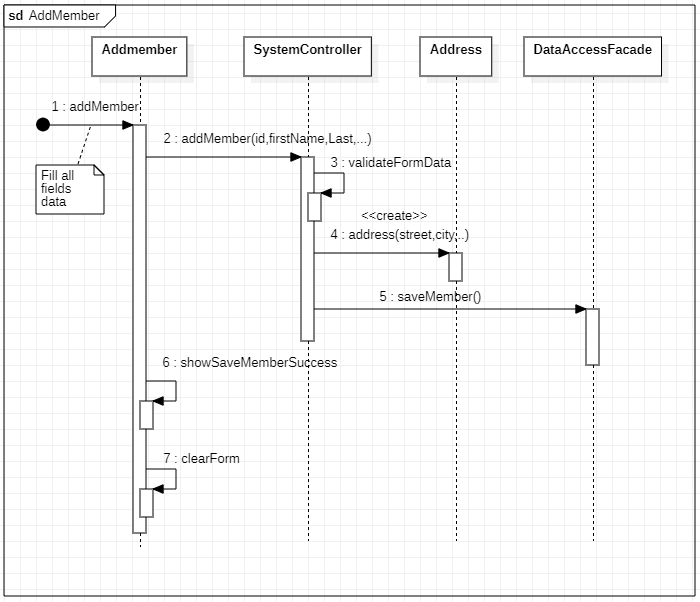 sd AddMember
Addmember
SystemController
Address
DataAccessFacade
1 : addMember
2 : addMember(id,firstName,Last,...)
3 : validateFormData
Fill all
fields
data
<<create>>
4 : address(street,city,..)
5 : saveMember()
6 : showSaveMemberSuccess
7 : clearForm